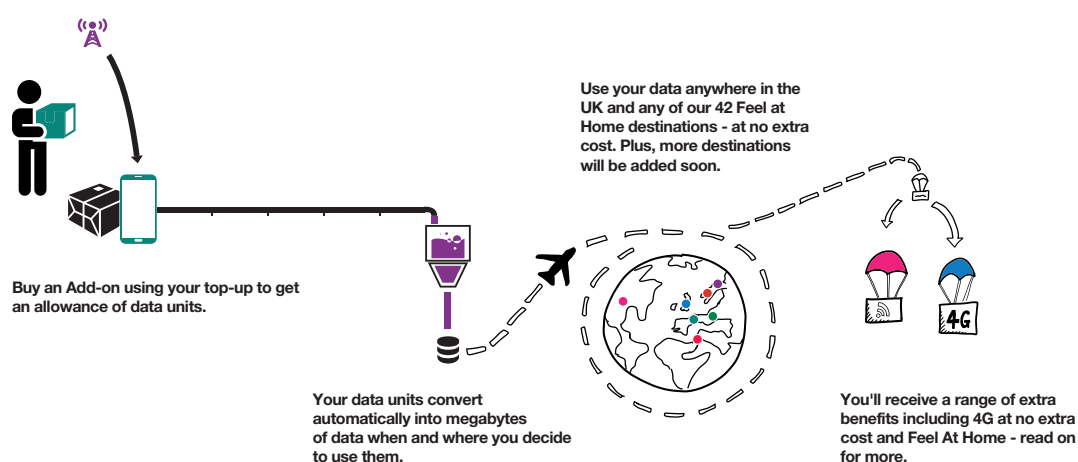 Use your data anywhere in the
UK and any of our 42 Feel at
Home destinations - at no extra
cost. Plus, more destinations
will be added soon.
Buy an Add-on using your top-up to get
an allowance of data units.
4G
Your data units convert
automatically into megabytes
of data when and where you decide
to use them.
You'll receive a range of extra
benefits including 4G at no extra
cost and Feel At Home - read on
for more.